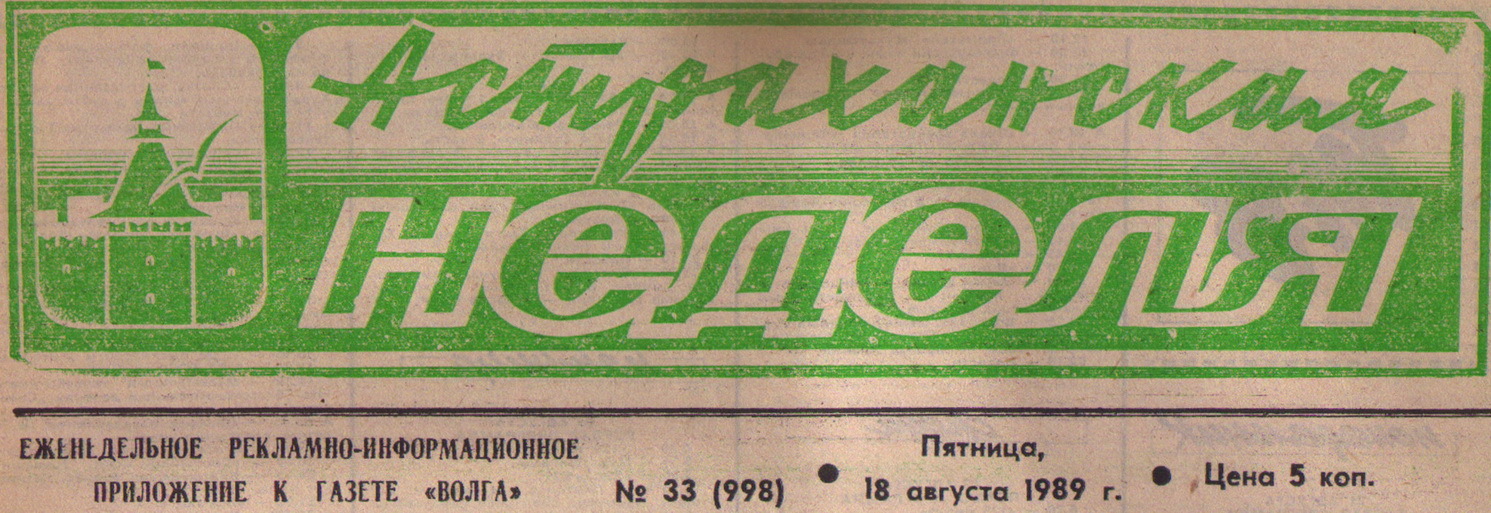 Астраханская
неделя
ЕЖЕНЕДЕЛЬНОЕ РЕКЛАМНО-ИНФОРМАЦИОННОЕ
ПРИЛОЖЕНИЕ К ГАЗЕТЕ «ВОЛГА»
№ 33 (998)
Пятница,
18 августа 1989 г.
Цена 5 коп.